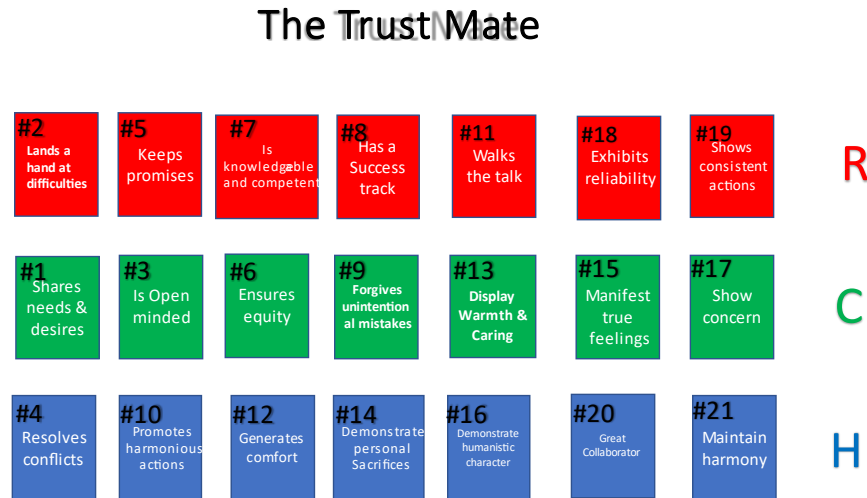 The Trust Mate
#2
Lands a
hand at
difficulties
#5
Keeps
promises
#7
Is
knowledgeable
and competent
#8
Has a
Success
track
#11
Walks
the talk
#18
Exhibits
reliability
#19
Shows
consistent
actions
R
#1
Shares
needs &
desires
#3
Is Open
minded
#6
Ensures
equity
#9
Forgives
unintention
al mistakes
#13
Display
Warmth &
Caring
#15
Manifest
true
feelings
#17
Show
concern
C
#4
Resolves
conflicts
#10
Promotes
harmonious
actions
#12
Generates
comfort
#14
Demonstrate
personal
Sacrifices
#16
Demonstrate
humanistic
character
#20
Great
Collaborator
#21
Maintain
harmony
H